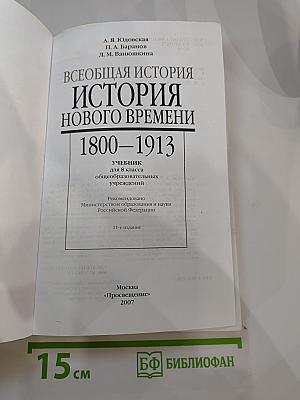 А. Я. Юдовская
П. А. Баранов
Л. М. Ванюшкина
ВСЕОБЩАЯ ИСТОРИЯ
ИСТОРИЯ
НОВОГО ВРЕМЕНИ
1800—1913
УЧЕБНИК
для 8 класса
общеобразовательных
учреждений
Рекомендовано
Министерством образования и науки
Российской Федерации
11-е издание
Москва
«Просвещение»
2007
15 см
БФ БИБЛИОФАН